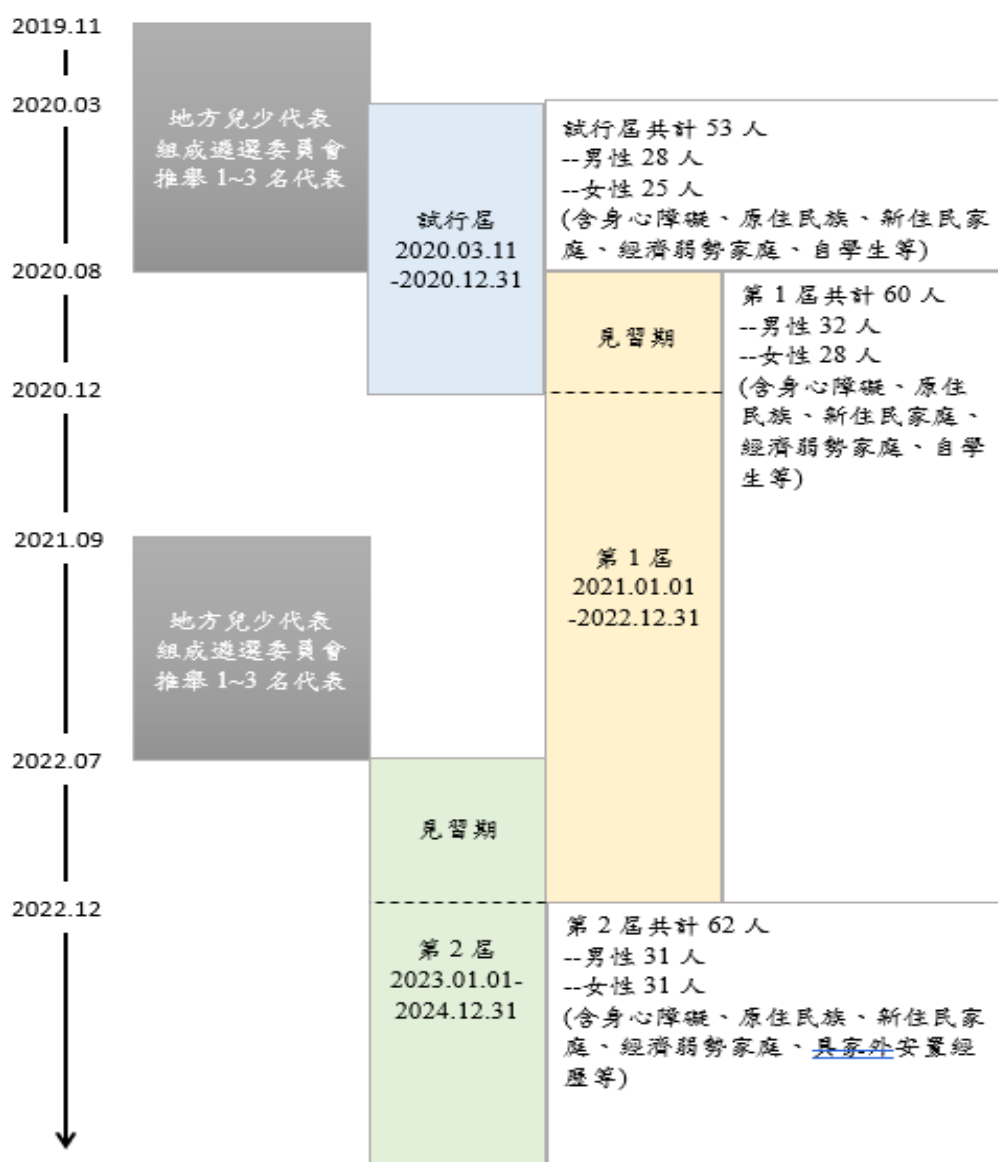 2019.11
2020.03
2020.08
2020.12
2021.09
2022.07
2022.12
地方兒少代表
組成遴選委員會
推舉 1~3 名代表
試行屆
2020.03.11
-2020.12.31
試行屆共計 53 人
--男性 28 人
--女性 25 人
(含身心障礙、原住民族、新住民家
庭、經濟弱勢家庭、自學生等)
見習期
第 1 屆
2021.01.01
-2022.12.31
第 1 屆共計 60 人
--男性 32 人
--女性 28 人
(含身心障礙、原住
民族、新住民家庭、
經濟弱勢家庭、自學
生等)
地方兒少代表
組成遴選委員會
推舉 1~3 名代表
見習期
第 2 屆
2023.01.01-
2024.12.31
第 2 屆共計 62 人
--男性 31 人
--女性 31 人
(含身心障礙、原住民族、新住民家
庭、經濟弱勢家庭、具家外安置經
歷等)